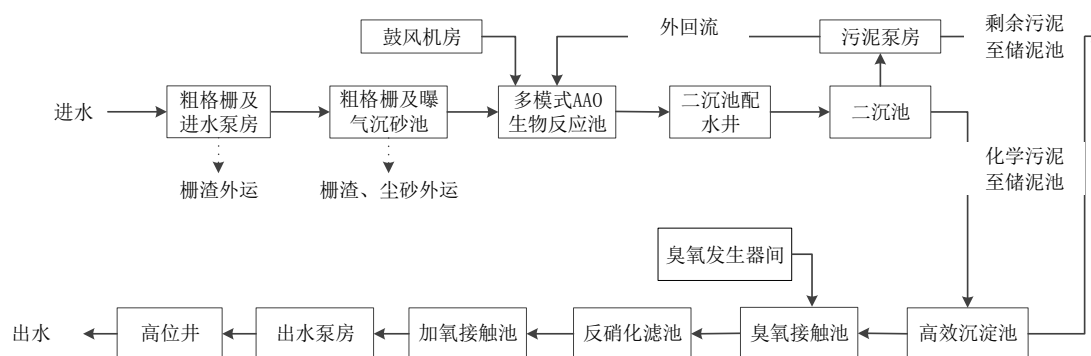 鼓风机房
外回流
污泥泵房
剩余污泥
至储泥池
进水
粗格栅及
进水泵房
粗格栅及曝
气沉砂池
多模式AAO
生物反应池
二沉池配
水井
二沉池
栅渣外运
栅渣、尘砂外运
化学污泥
至储泥池
臭氧发生器间
出水
高位井
出水泵房
加氧接触池
反硝化滤池
臭氧接触池
高效沉淀池